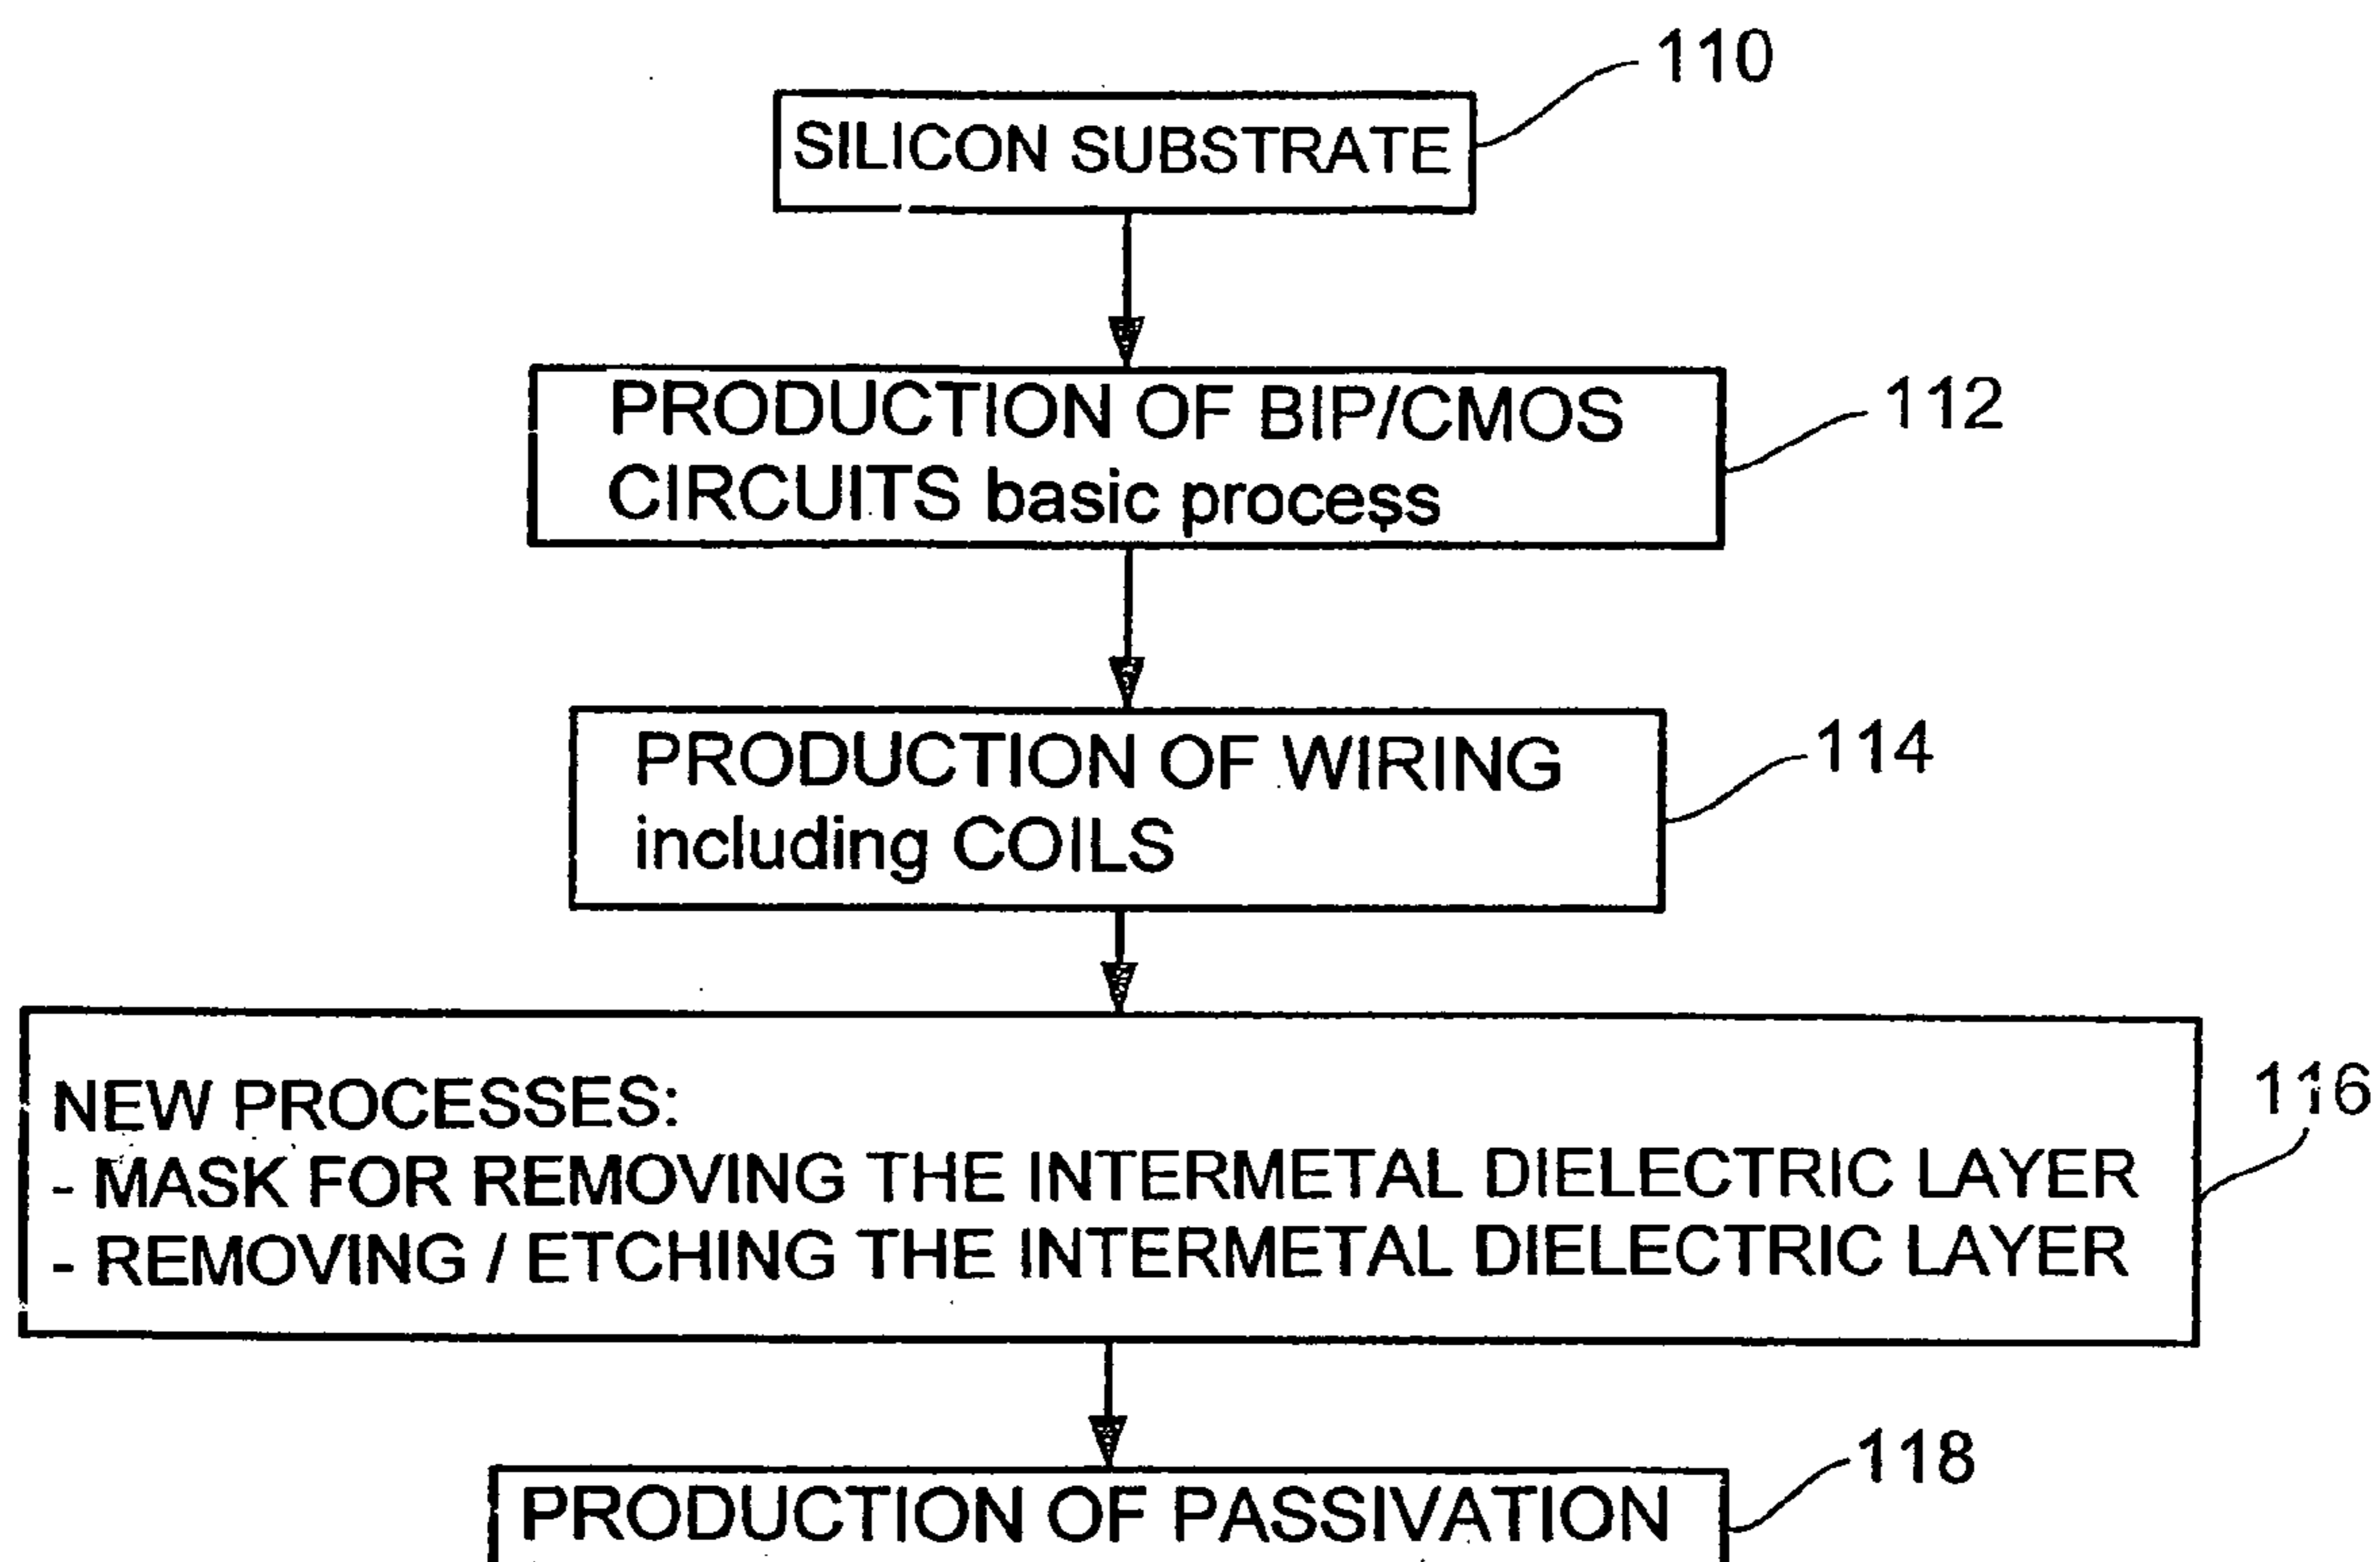 110
SILICON SUBSTRATE
PRODUCTION OF BIP/CMOS
CIRCUITS basic process
112
PRODUCTION OF WIRING
including COILS
114
NEW PROCESSES:
- MASK FOR REMOVING THE INTERMETAL DIELECTRIC LAYER
- REMOVING / ETCHING THE INTERMETAL DIELECTRIC LAYER
116
118
PRODUCTION OF PASSIVATION